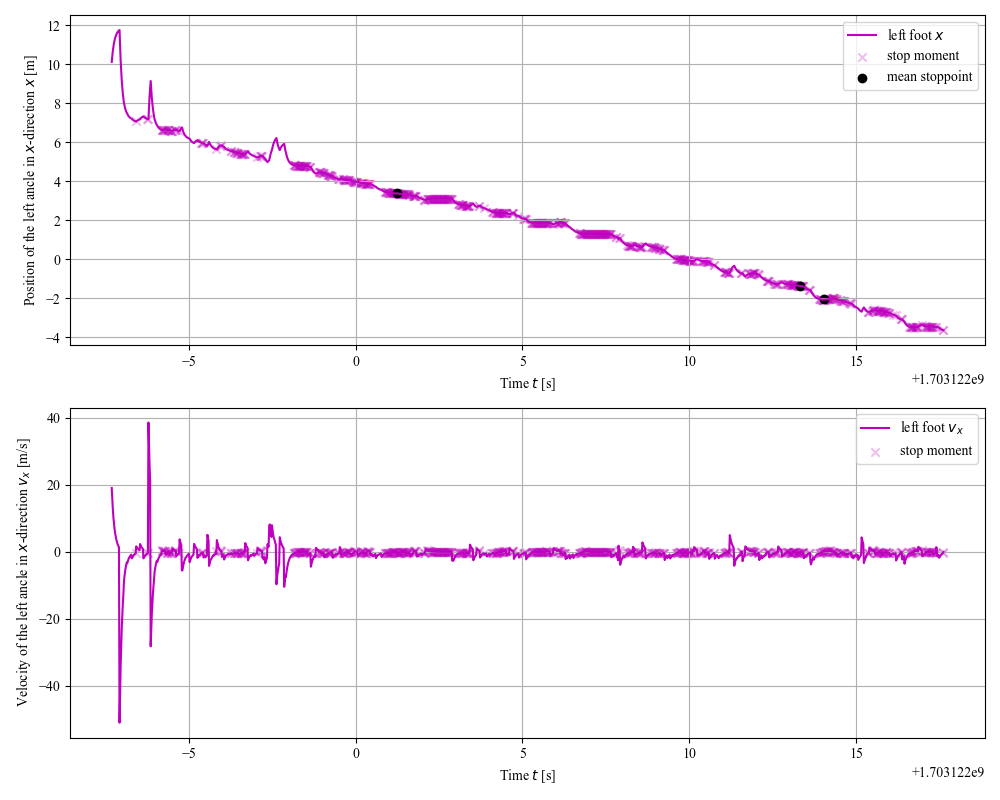 12
10
8
6
4
2
0
−2
−4
Position of the left angle in x-direction x [m]
left foot x
stop moment
mean stoppoint
−5
0
5
10
15
Time t [s]
+1.703122e9
40
20
0
−20
−40
Velocity of the left angle in x-direction vx [m/s]
left foot vx
stop moment
−5
0
5
10
15
Time t [s]
+1.703122e9